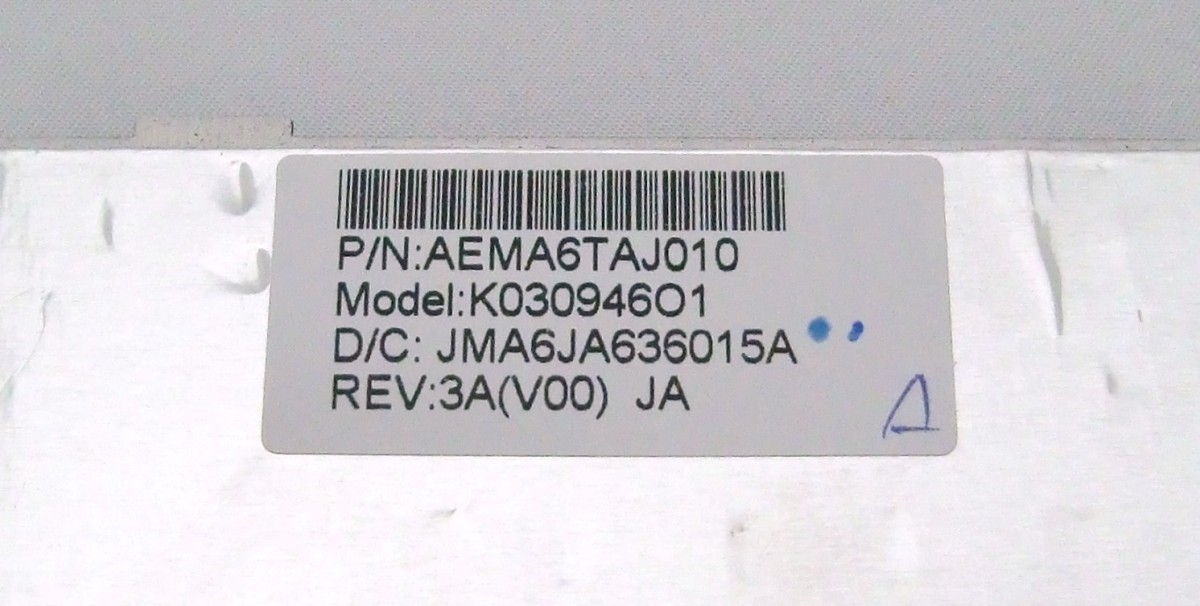 P/N:AEMA6TAJ010
Model:K030946O1
D/C: JMA6JA636015A
REV:3A(V00) JA
A